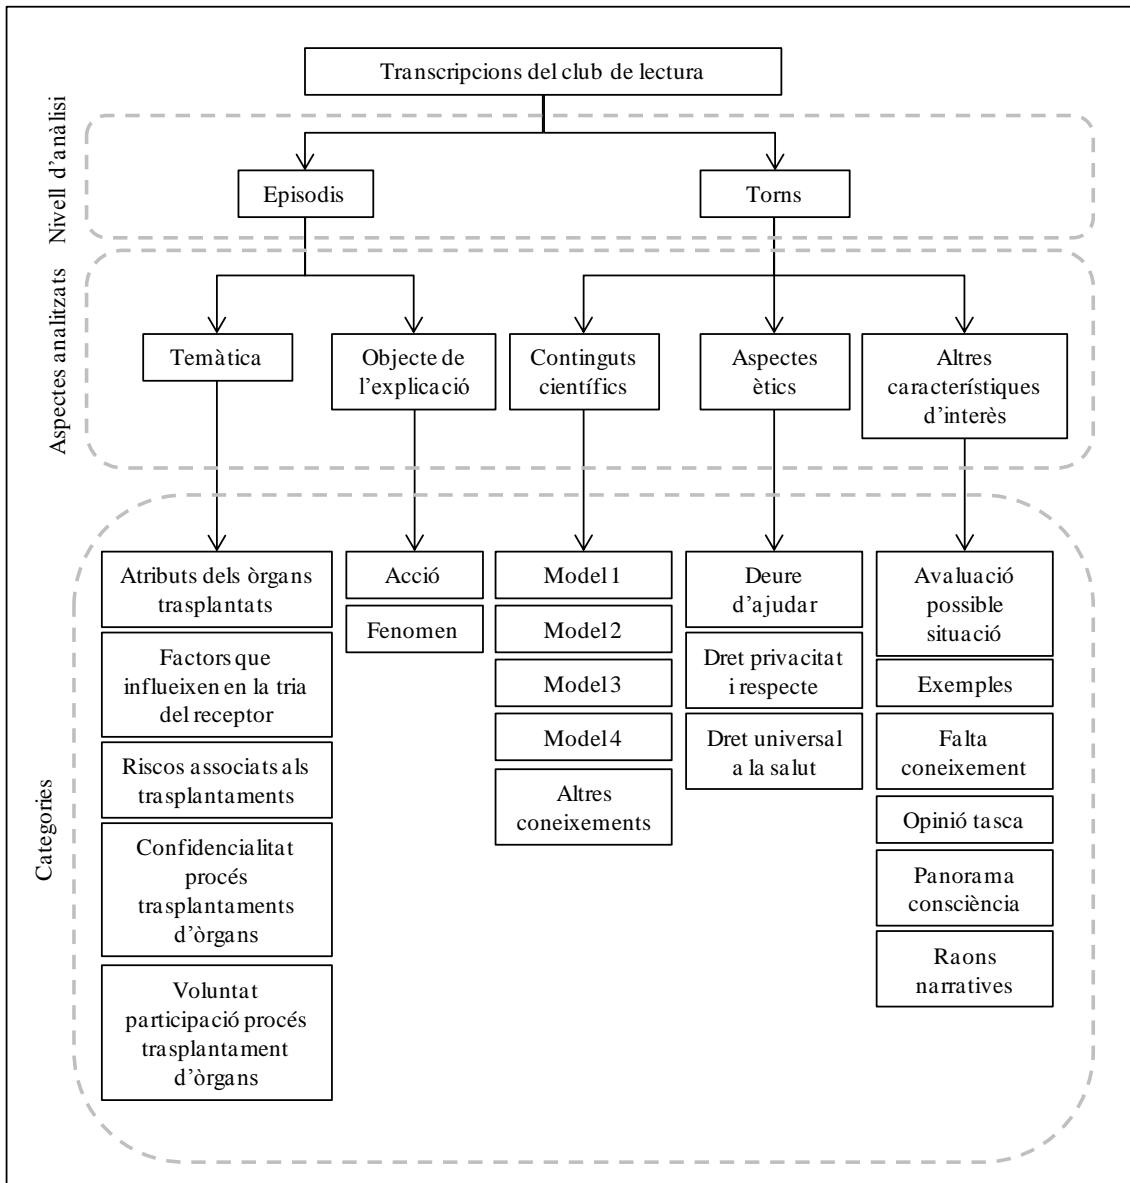 Transcripcions del club de lectura
Nivell d'anàlisi
Episodis
Torns
Aspectes analitzats
Temàtica
Objecte de
l'explicació
Continguts
científics
Aspectes
ètics
Altres
característiques
d'interès
Categories
Atributs dels òrgans
trasplantats
Factors que
influeixen en la tria
del receptor
Riscos associats als
trasplantaments
Confidencialitat
procés
trasplantaments
d'òrgans
Voluntat
participació procés
trasplantament
d'òrgans
Acció
Fenomen
Model 1
Model 2
Model 3
Model 4
Altres
coneixements
Deure
d'ajudar
Dret privacitat
i respecte
Dret universal
a la salut
Avaluació
possible
situació
Exemples
Falta
coneixement
Opinió tasca
Panorama
consciència
Raons
narratives